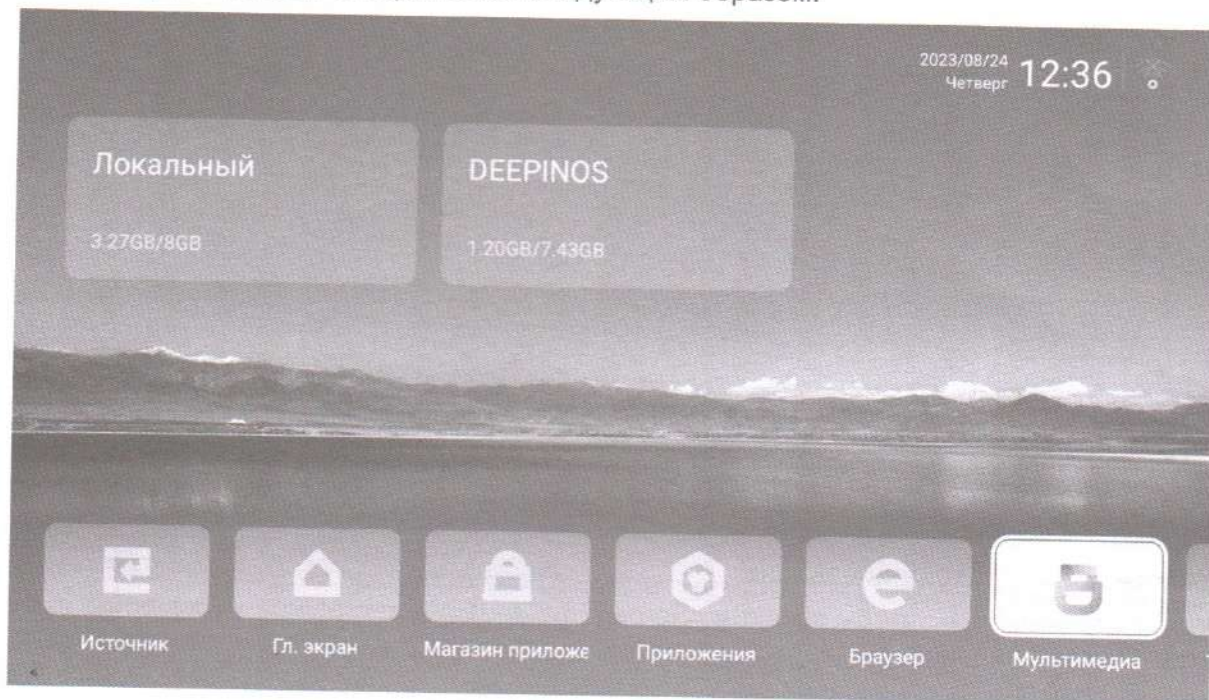 2023/08/24
Четверг
12:36
Локальный
DEEPINOS
3.27GB/8GB
1.20GB/7.43GB
Источник
Гл. экран
Магазин приложе
Приложения
Браузер
Мультимедиа